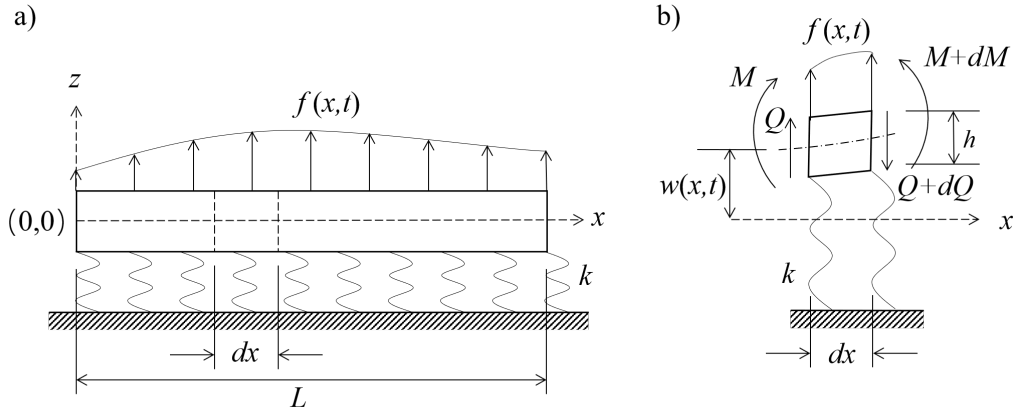 a)
z
f(x,t)
(0,0)
x
k
dx
L
b)
f(x,t)
M
M+dM
Q
h
w(x,t)
Q+dQ
x
k
dx